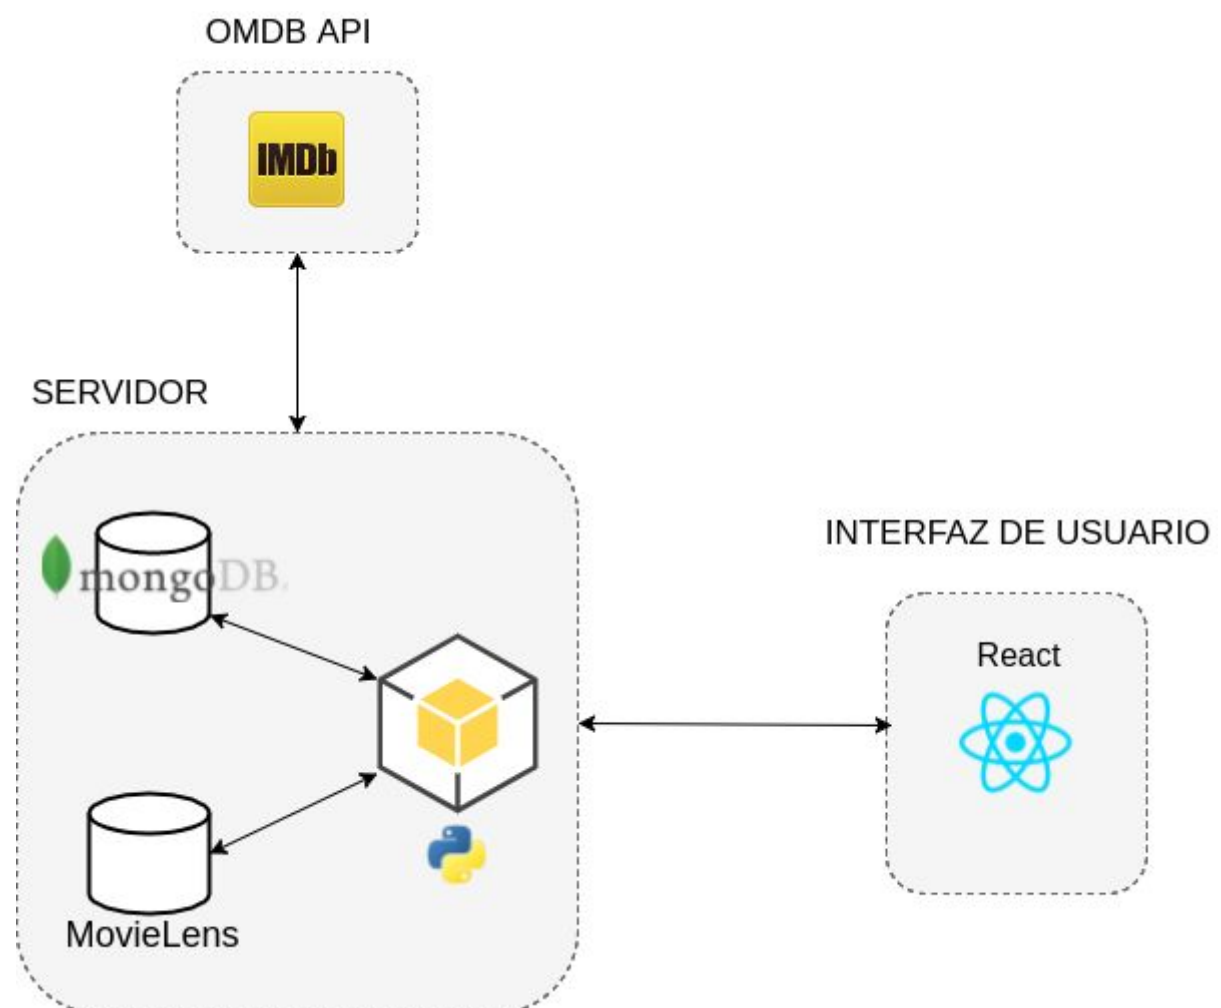 OMDB API
IMDb
SERVIDOR
mongoDB.
INTERFAZ DE USUARIO
React
MovieLens